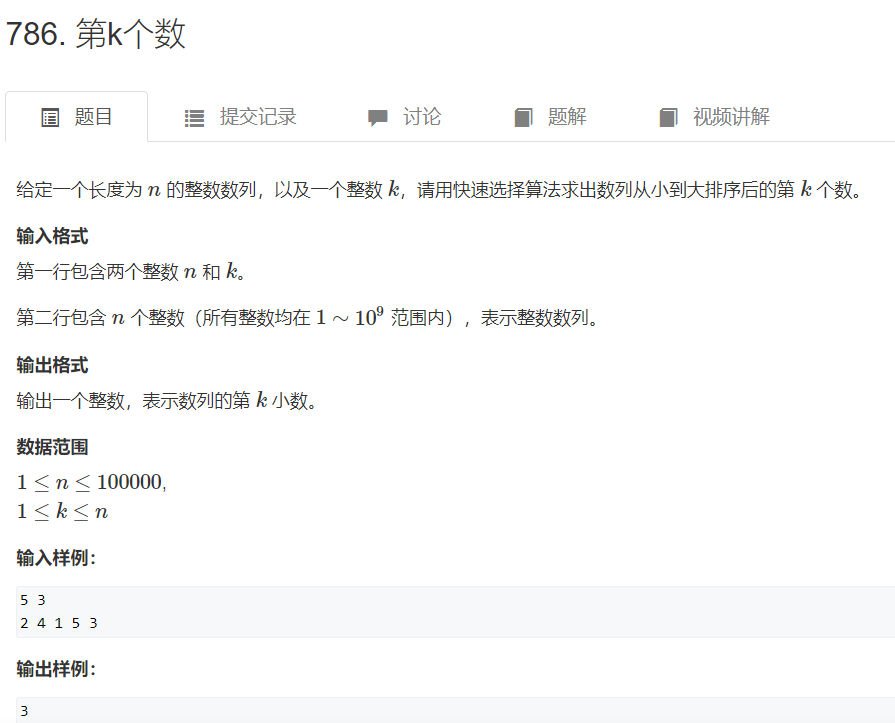 786. 第k个数
题目 提交记录 讨论 题解 视频讲解
给定一个长度为 n 的整数数列，以及一个整数 k，请用快速选择算法求出数列从小到大排序后的第 k 个数。
输入格式
第一行包含两个整数 n 和 k。
第二行包含 n 个整数（所有整数均在 1 ∼ 10⁹ 范围内），表示整数数列。
输出格式
输出一个整数，表示数列的第 k 小数。
数据范围
1 ≤ n ≤ 100000,
1 ≤ k ≤ n
输入样例：
5 3
2 4 1 5 3
输出样例：
3